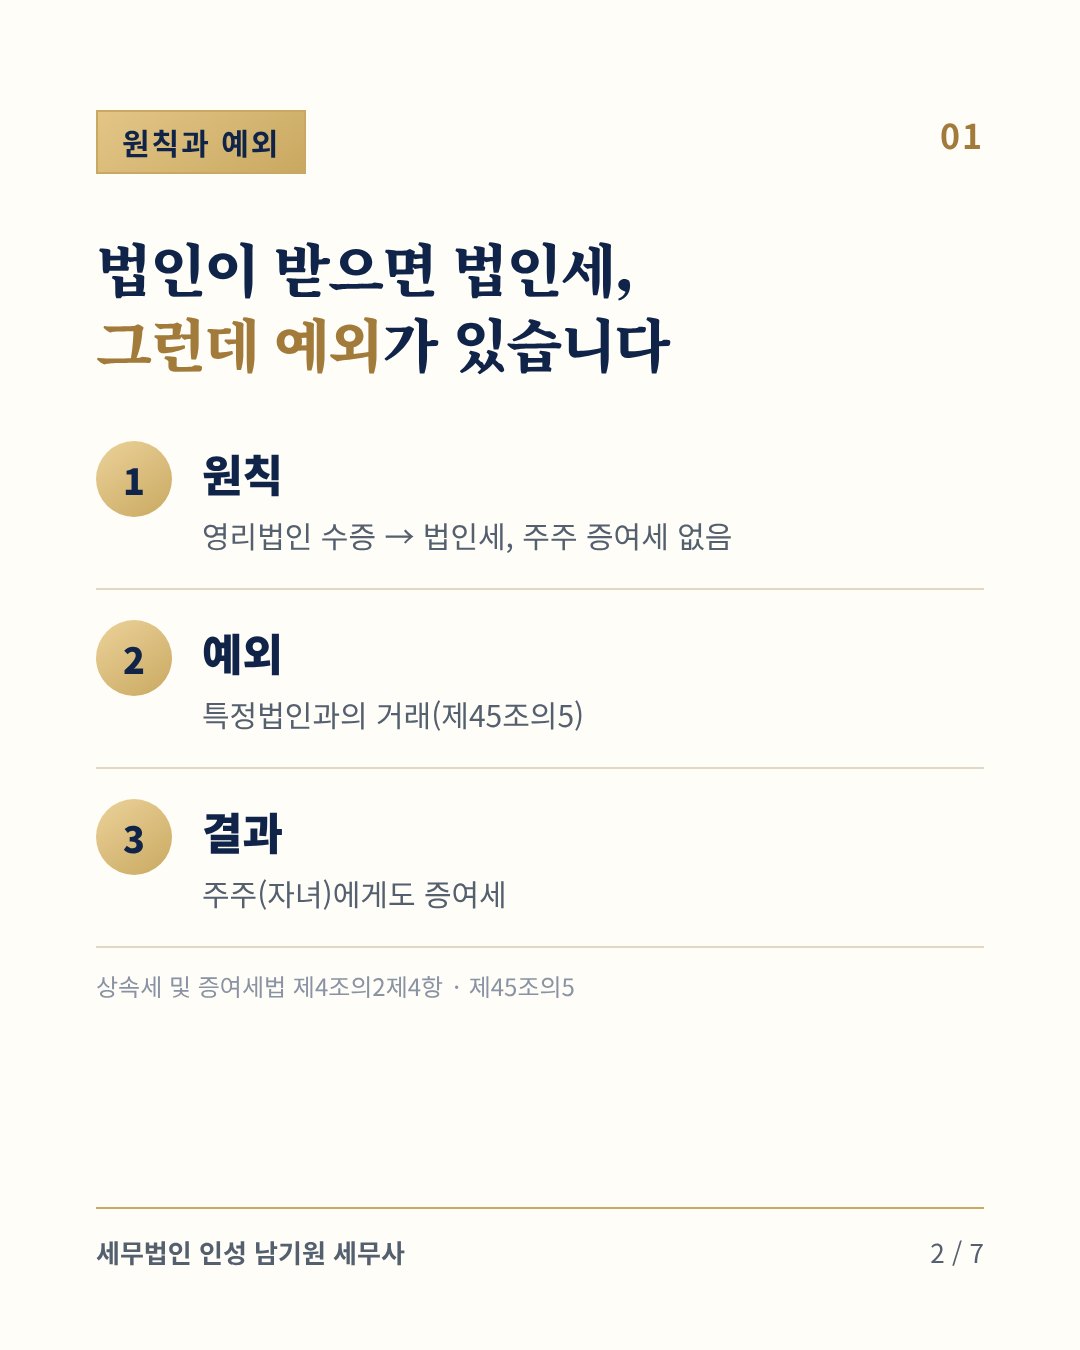 원칙과 예외
01
법인이 받으면 법인세,
그런데 예외가 있습니다
1 원칙
영리법인 수증 → 법인세, 주주 증여세 없음
2 예외
특정법인과의 거래(제45조의5)
3 결과
주주(자녀)에게도 증여세
상속세 및 증여세법 제4조의2제4항 · 제45조의5
세무법인 인성 남기원 세무사
2 / 7